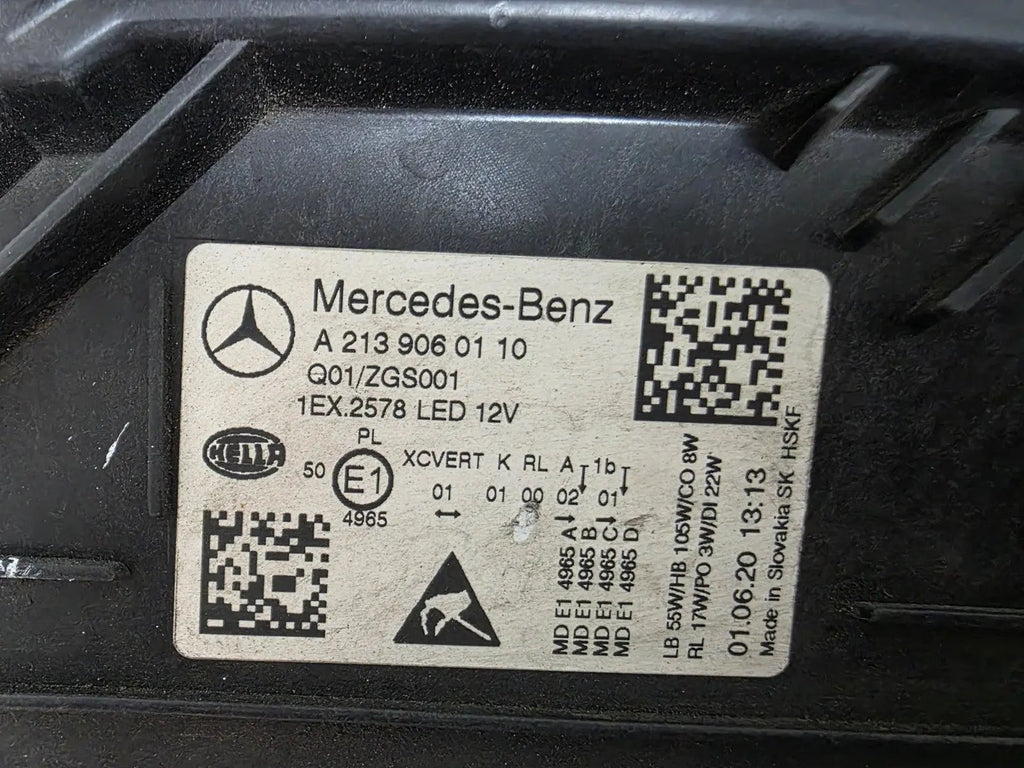 Mercedes-Benz
A 213 906 01 10
Q01/ZGS001
1EX.2578 LED 12V
HELLA
PL
50 E1
4965
XCVERT K RL A 1b
01 01 00 02 01
MD E1 4965 A
MD E1 4965 B
MD E1 4965 C
MD E1 4965 D
LB 55W/HB 105W/CO 8W
RL 17W/PO 3W/DI 22W
01.06.20 13:13
Made in Slovakia SK HSKF